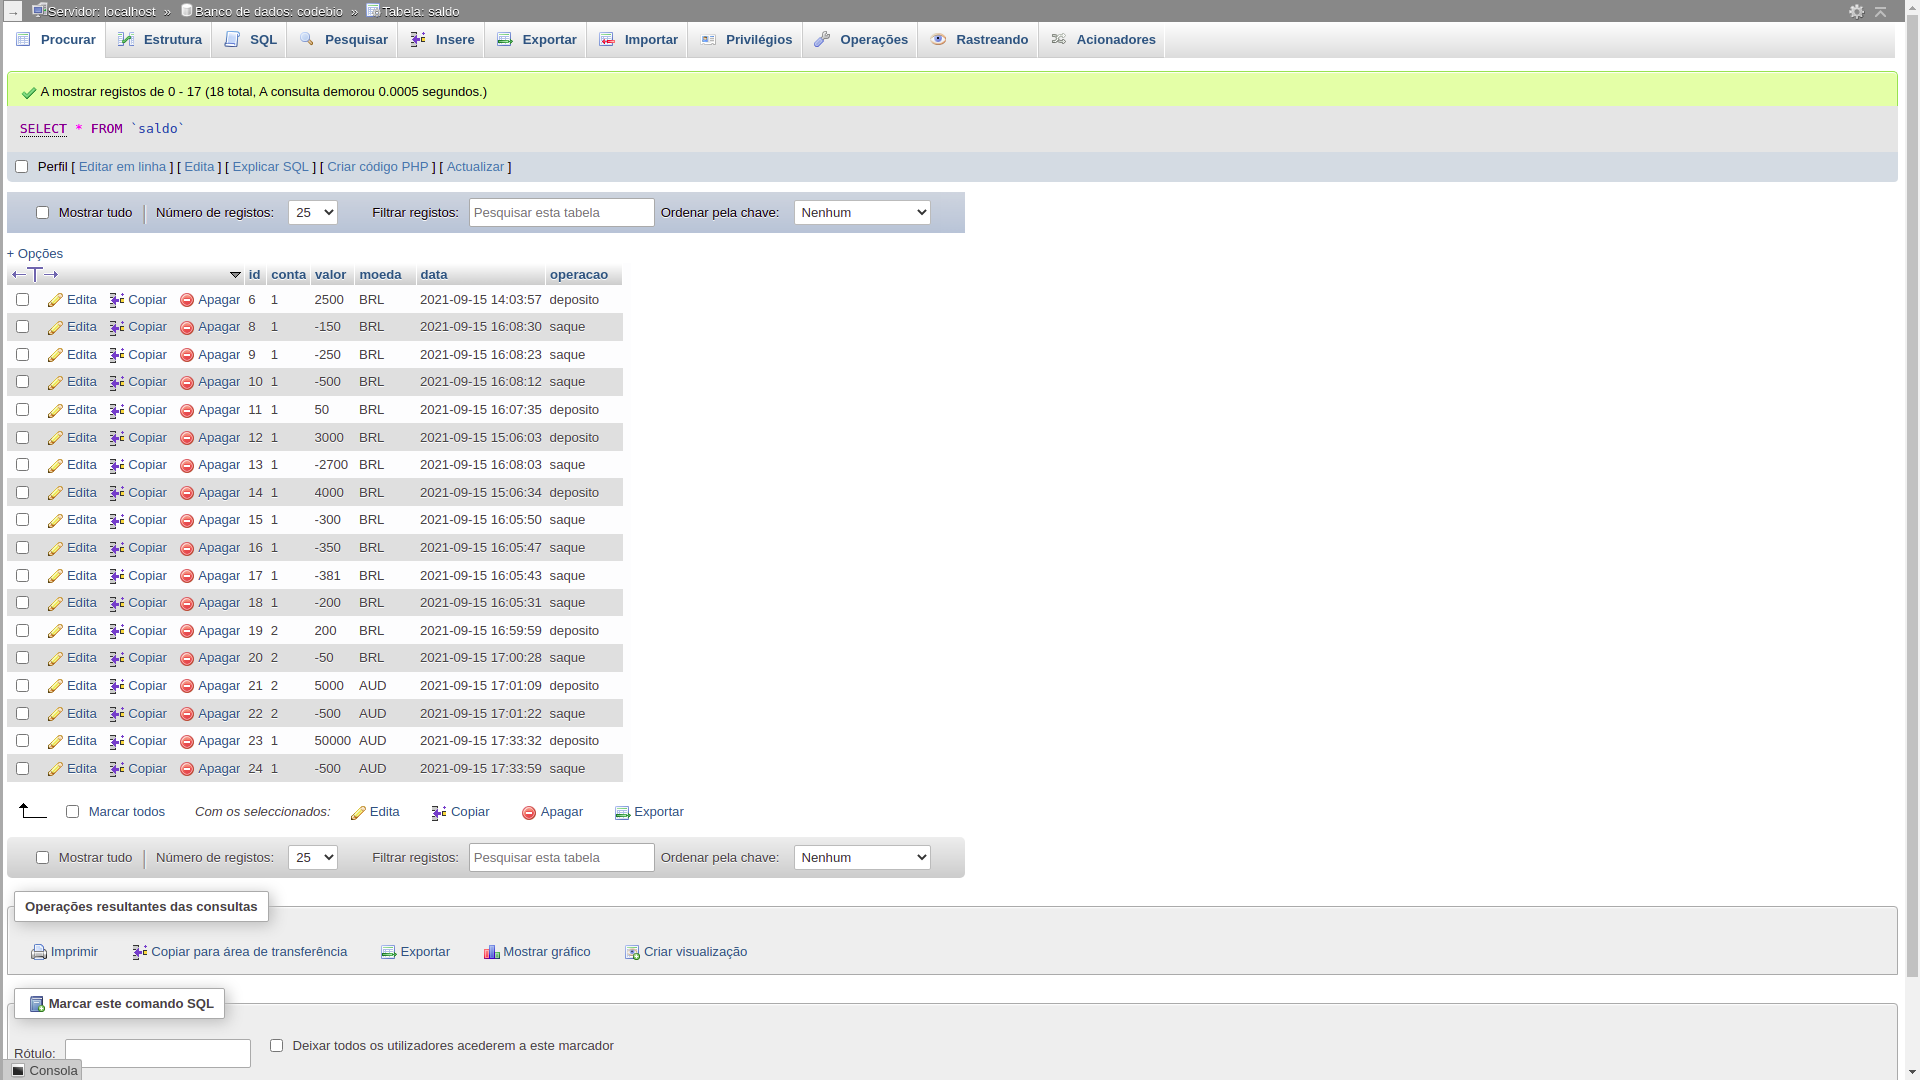 Servidor: localhost » Banco de dados: codebio » Tabela: saldo
Procurar Estrutura SQL Pesquisar Insere Exportar Importar Privilégios Operações Rastreando Acionadores
A mostrar registos de 0 - 17 (18 total, A consulta demorou 0.0005 segundos.)
SELECT * FROM `saldo`
Perfil [ Editar em linha ] [ Edita ] [ Explicar SQL ] [ Criar código PHP ] [ Actualizar ]
Mostrar tudo Número de registos: 25 Filtrar registos: Pesquisar esta tabela Ordenar pela chave: Nenhum
+ Opções
←T→ id conta valor moeda data operacao
Edita Copiar Apagar 6 1 2500 BRL 2021-09-15 14:03:57 deposito
Edita Copiar Apagar 8 1 -150 BRL 2021-09-15 16:08:30 saque
Edita Copiar Apagar 9 1 -250 BRL 2021-09-15 16:08:23 saque
Edita Copiar Apagar 10 1 -500 BRL 2021-09-15 16:08:12 saque
Edita Copiar Apagar 11 1 50 BRL 2021-09-15 16:07:35 deposito
Edita Copiar Apagar 12 1 3000 BRL 2021-09-15 15:06:03 deposito
Edita Copiar Apagar 13 1 -2700 BRL 2021-09-15 16:08:03 saque
Edita Copiar Apagar 14 1 4000 BRL 2021-09-15 15:06:34 deposito
Edita Copiar Apagar 15 1 -300 BRL 2021-09-15 16:05:50 saque
Edita Copiar Apagar 16 1 -350 BRL 2021-09-15 16:05:47 saque
Edita Copiar Apagar 17 1 -381 BRL 2021-09-15 16:05:43 saque
Edita Copiar Apagar 18 1 -200 BRL 2021-09-15 16:05:31 saque
Edita Copiar Apagar 19 2 200 BRL 2021-09-15 16:59:59 deposito
Edita Copiar Apagar 20 2 -50 BRL 2021-09-15 17:00:28 saque
Edita Copiar Apagar 21 2 5000 AUD 2021-09-15 17:01:09 deposito
Edita Copiar Apagar 22 2 -500 AUD 2021-09-15 17:01:22 saque
Edita Copiar Apagar 23 1 50000 AUD 2021-09-15 17:33:32 deposito
Edita Copiar Apagar 24 1 -500 AUD 2021-09-15 17:33:59 saque
Marcar todos Com os seleccionados: Edita Copiar Apagar Exportar
Mostrar tudo Número de registos: 25 Filtrar registos: Pesquisar esta tabela Ordenar pela chave: Nenhum
Operações resultantes das consultas
Imprimir Copiar para área de transferência Exportar Mostrar gráfico Criar visualização
Marcar este comando SQL
Rótulo: Deixar todos os utilizadores acederem a este marcador
Consola